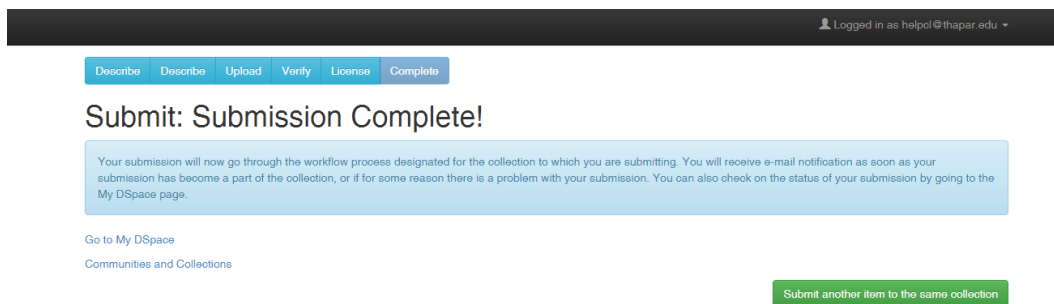 Logged in as helpcl@thapar.edu
Describe Describe Upload Verify License Complete
Submit: Submission Complete!
Your submission will now go through the workflow process designated for the collection to which you are submitting. You will receive e-mail notification as soon as your
submission has become a part of the collection, or if for some reason there is a problem with your submission. You can also check on the status of your submission by going to the
My DSpace page.
Go to My DSpace
Communities and Collections
Submit another item to the same collection